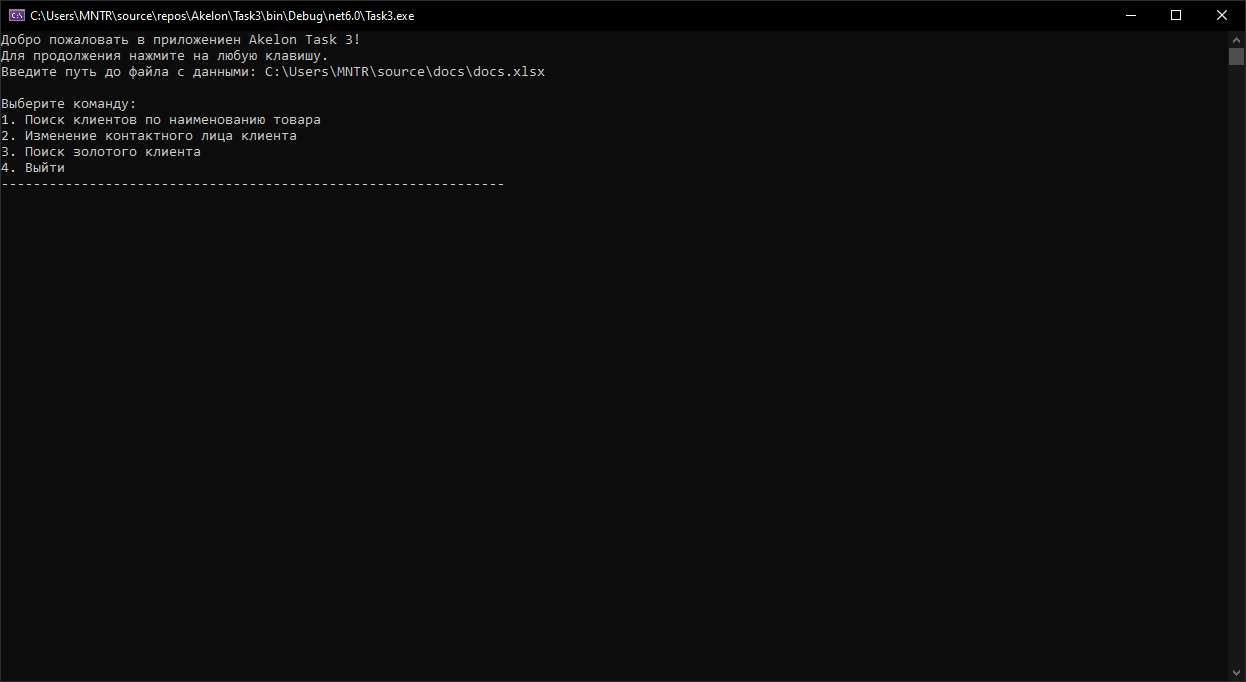 C:\Users\MNTR\source\repos\Akelon\Task3\bin\Debug\net6.0\Task3.exe
Добро пожаловать в приложениен Akelon Task 3!
Для продолжения нажмите на любую клавишу.
Введите путь до файла с данными: C:\Users\MNTR\source\docs\docs.xlsx
Выберите команду:
1. Поиск клиентов по наименованию товара
2. Изменение контактного лица клиента
3. Поиск золотого клиента
4. Выйти
---------------------------------------------------------------